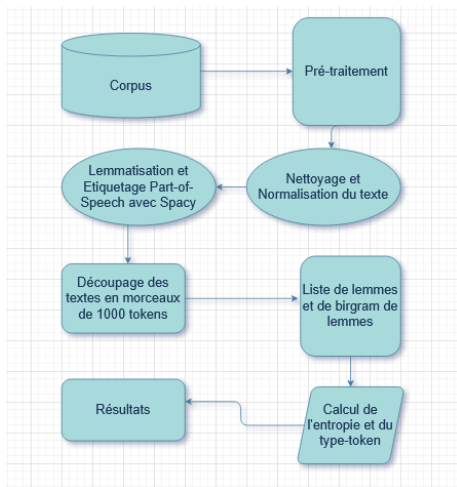 Corpus
Pré-traitement
Nettoyage et
Normalisation du texte
Lemmatisation et
Etiquetage Part-of-
Speech avec Spacy
Découpage des
textes en morceaux
de 1000 tokens
Liste de lemmes
et de birgram de
lemmes
Calcul de
l'entropie et du
type-token
Résultats